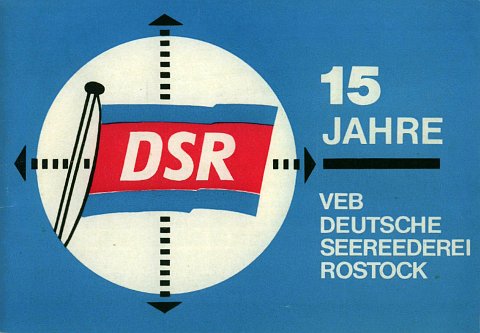 DSR
15
JAHRE
VEB
DEUTSCHE
SEEREEDEREI
ROSTOCK